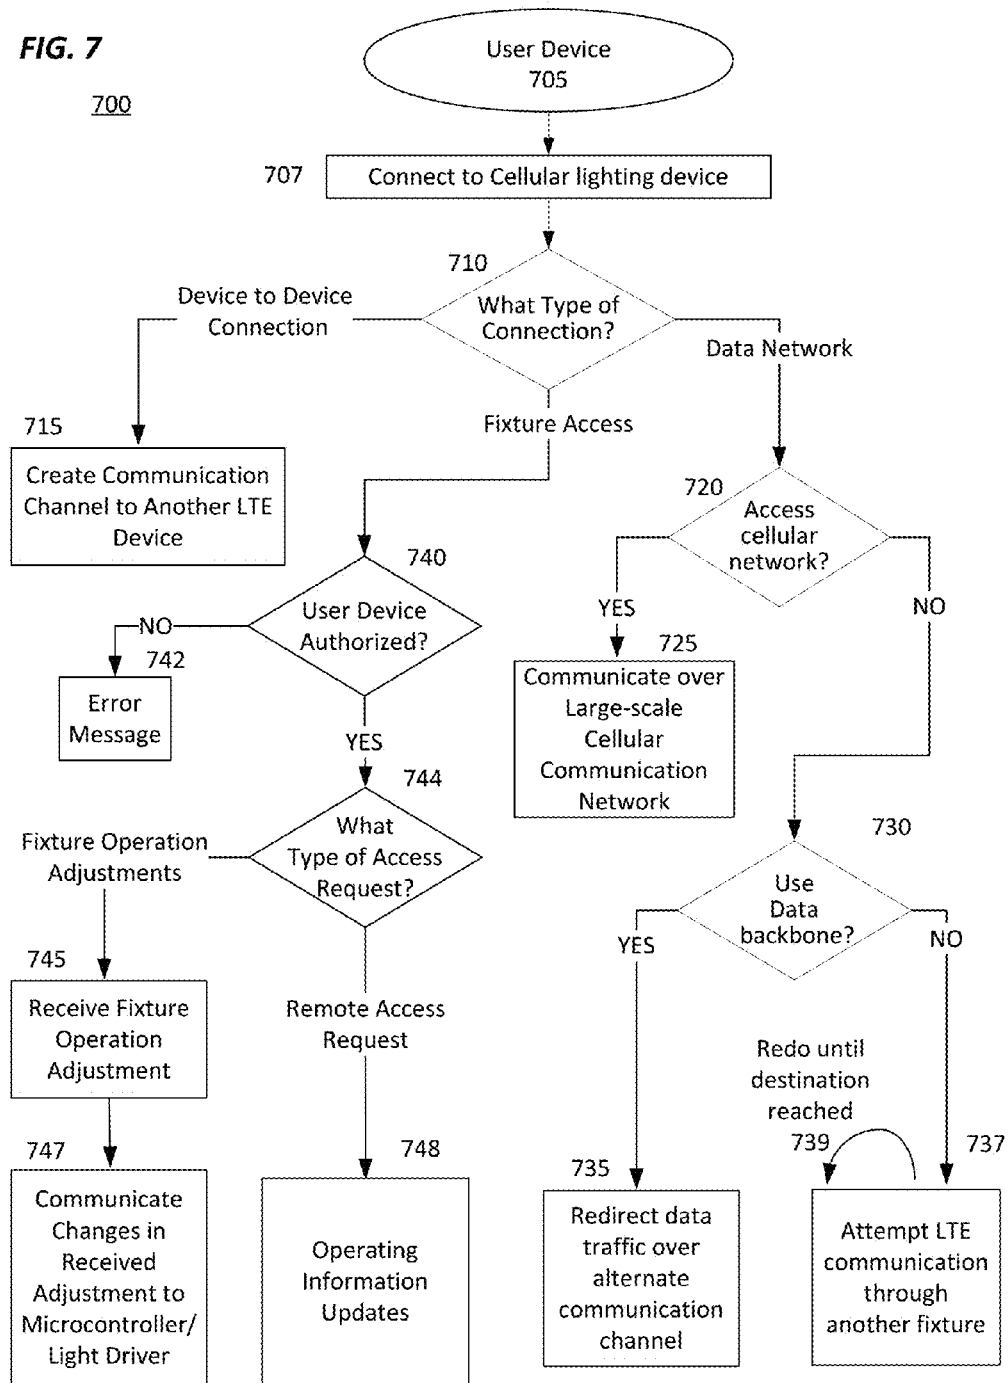 FIG. 7
700
User Device
705
707
Connect to Cellular lighting device
710
What Type of
Connection?
Device to Device
Connection
Data Network
Fixture Access
715
Create Communication
Channel to Another LTE
Device
720
Access
cellular
network?
740
User Device
Authorized?
YES
NO
NO
742
Error
Message
725
Communicate over
Large-scale
Cellular
Communication
Network
YES
744
What
Type of Access
Request?
Fixture Operation
Adjustments
730
Use
Data
backbone?
YES
NO
745
Receive Fixture
Operation
Adjustment
Remote Access
Request
Redo until
destination
reached
739
737
747
Communicate
Changes in
Received
Adjustment to
Microcontroller/
Light Driver
748
Operating
Information
Updates
735
Redirect data
traffic over
alternate
communication
channel
Attempt LTE
communication
through
another fixture